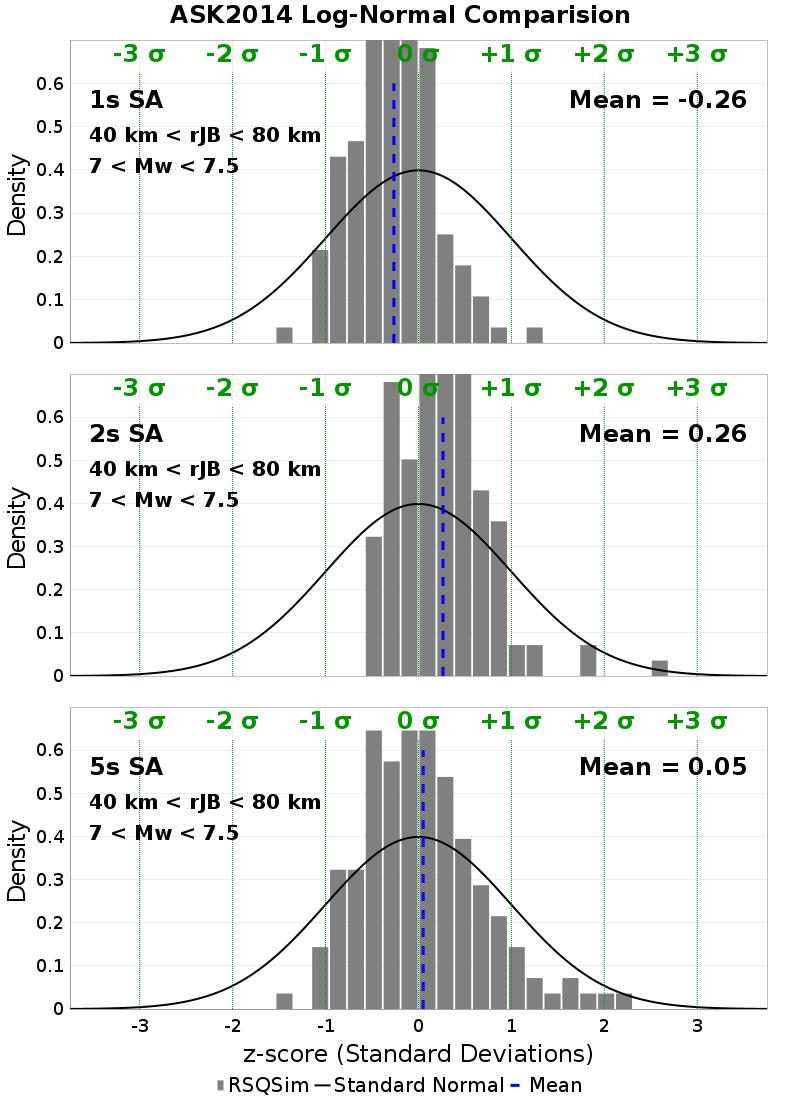 ASK2014 Log-Normal Comparision
-3 σ -2 σ -1 σ 0 σ +1 σ +2 σ +3 σ
1s SA
Mean = -0.26
40 km < rJB < 80 km
7 < Mw < 7.5
Density
0.6
0.5
0.4
0.3
0.2
0.1
0
-3 σ -2 σ -1 σ 0 σ +1 σ +2 σ +3 σ
2s SA
Mean = 0.26
40 km < rJB < 80 km
7 < Mw < 7.5
Density
0.6
0.5
0.4
0.3
0.2
0.1
0
-3 σ -2 σ -1 σ 0 σ +1 σ +2 σ +3 σ
5s SA
Mean = 0.05
40 km < rJB < 80 km
7 < Mw < 7.5
Density
0.6
0.5
0.4
0.3
0.2
0.1
0
-3 -2 -1 0 1 2 3
z-score (Standard Deviations)
RSQSim Standard Normal Mean